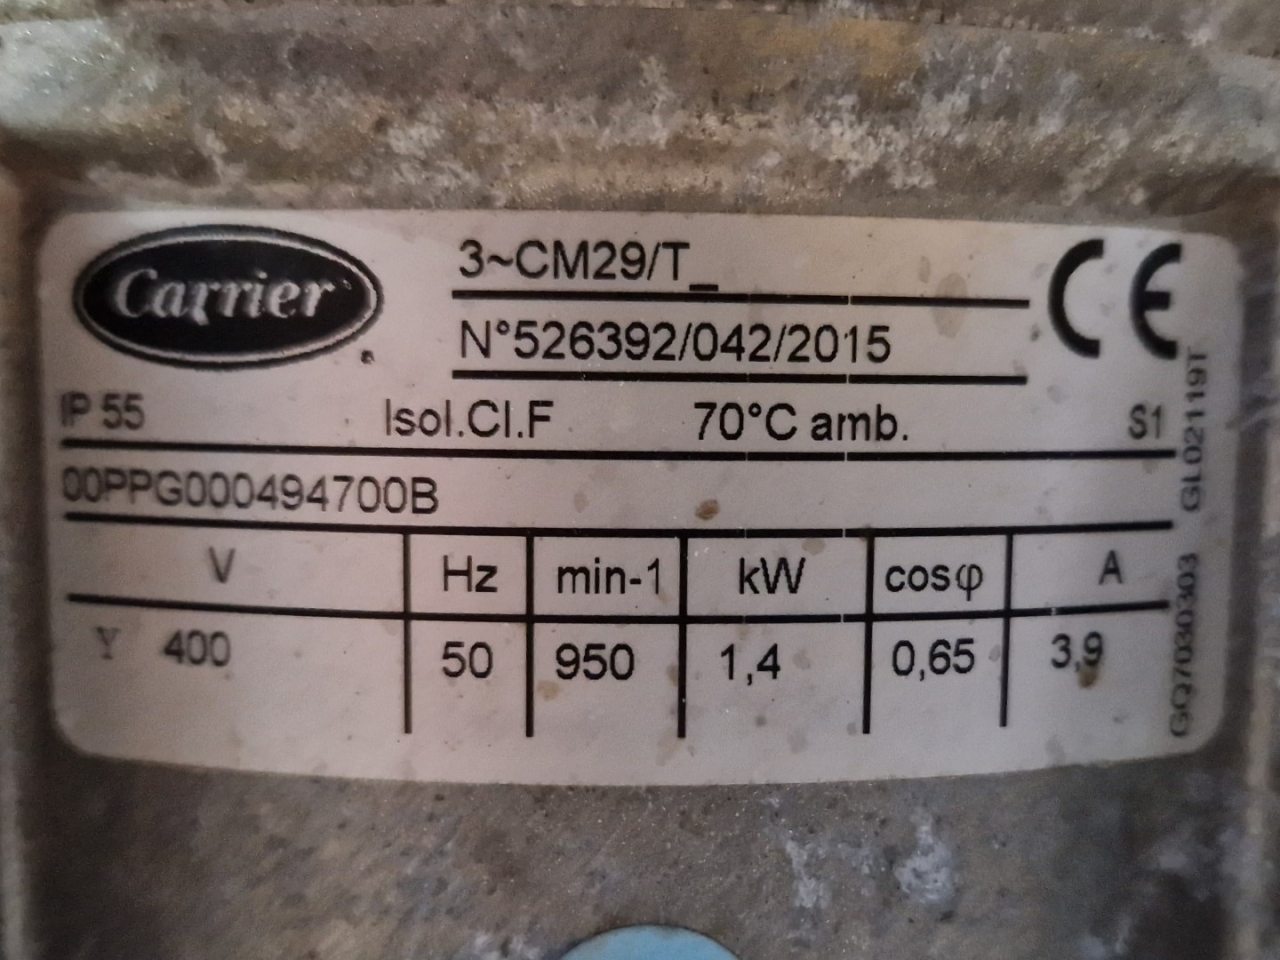 Carrier
3~CM29/T_
N°526392/042/2015
CE
IP 55 Isol.Cl.F 70°C amb. S1
00PPG000494700B
V Hz min-1 kW cosφ A
Y 400 50 950 1,4 0,65 3,9
GQ7030303 GL02119T